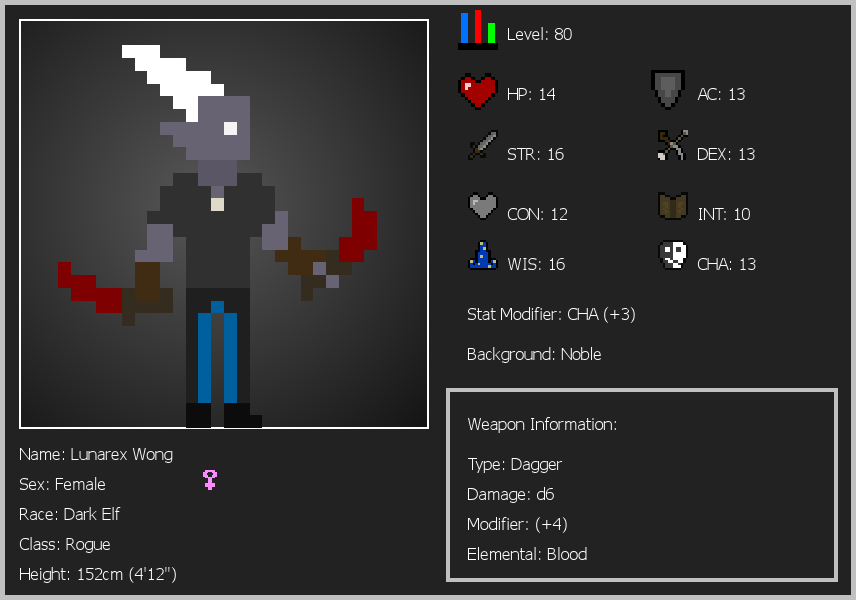 Level: 80
HP: 14
AC: 13
STR: 16
DEX: 13
CON: 12
INT: 10
WIS: 16
CHA: 13
Stat Modifier: CHA (+3)
Background: Noble
Weapon Information:
Type: Dagger
Damage: d6
Modifier: (+4)
Elemental: Blood
Name: Lunarex Wong
Sex: Female
Race: Dark Elf
Class: Rogue
Height: 152cm (4'12")